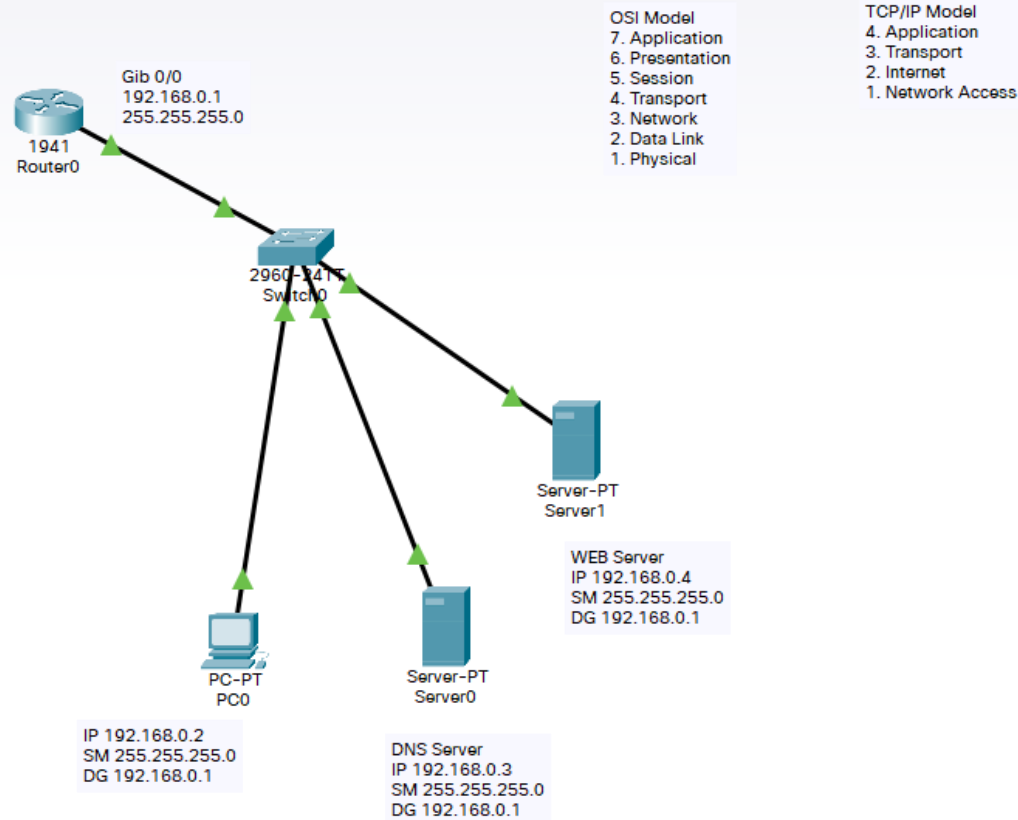 OSI Model
7. Application
6. Presentation
5. Session
4. Transport
3. Network
2. Data Link
1. Physical
TCP/IP Model
4. Application
3. Transport
2. Internet
1. Network Access
Gib 0/0
192.168.0.1
255.255.255.0
1941
Router0
2960-24TT
Switch0
Server-PT
Server1
WEB Server
IP 192.168.0.4
SM 255.255.255.0
DG 192.168.0.1
PC-PT
PC0
IP 192.168.0.2
SM 255.255.255.0
DG 192.168.0.1
Server-PT
Server0
DNS Server
IP 192.168.0.3
SM 255.255.255.0
DG 192.168.0.1